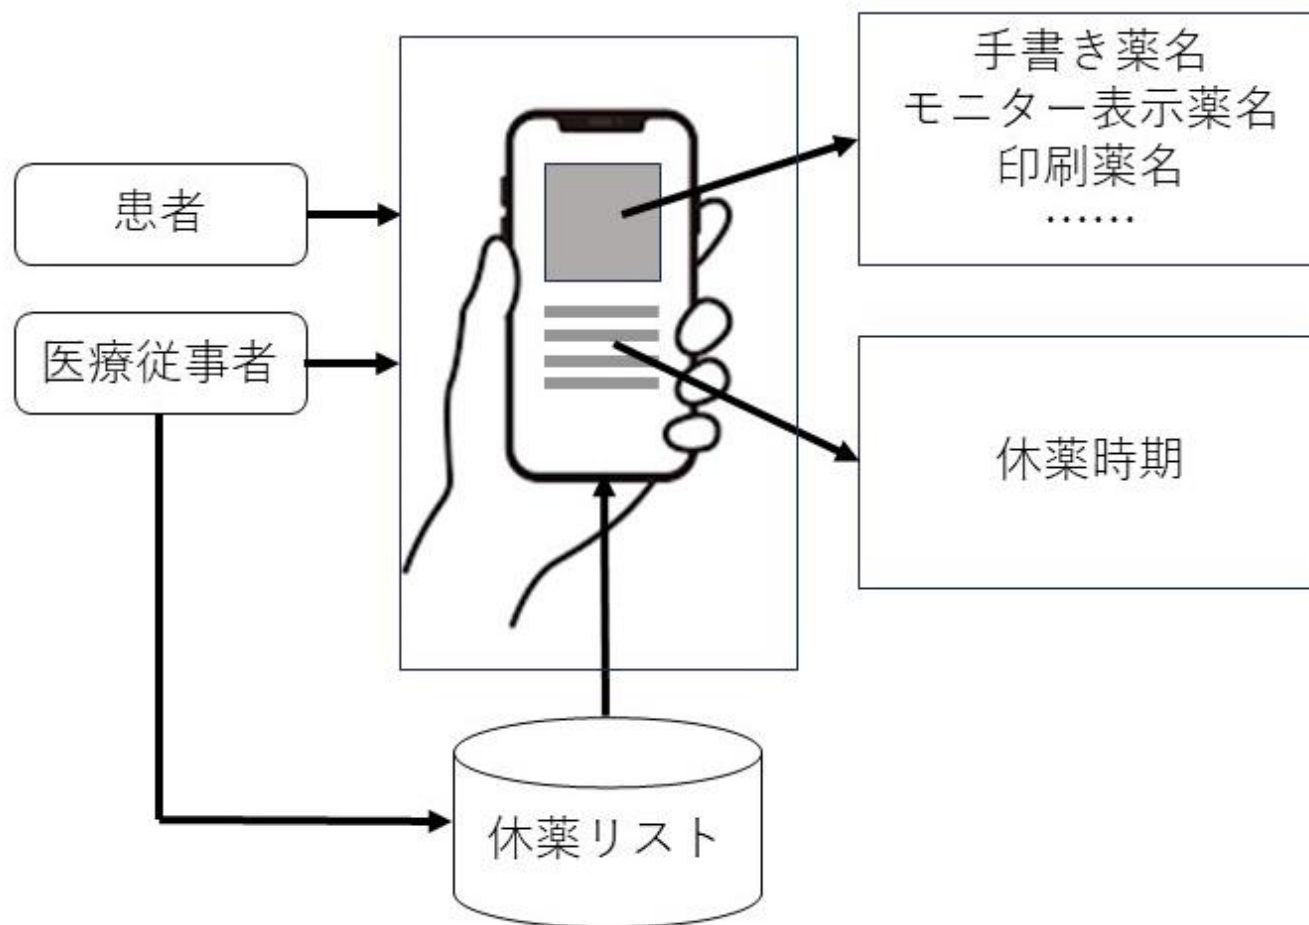 手書き薬名
モニター表示薬名
印刷薬名
……
患者
医療従事者
休薬時期
休薬リスト